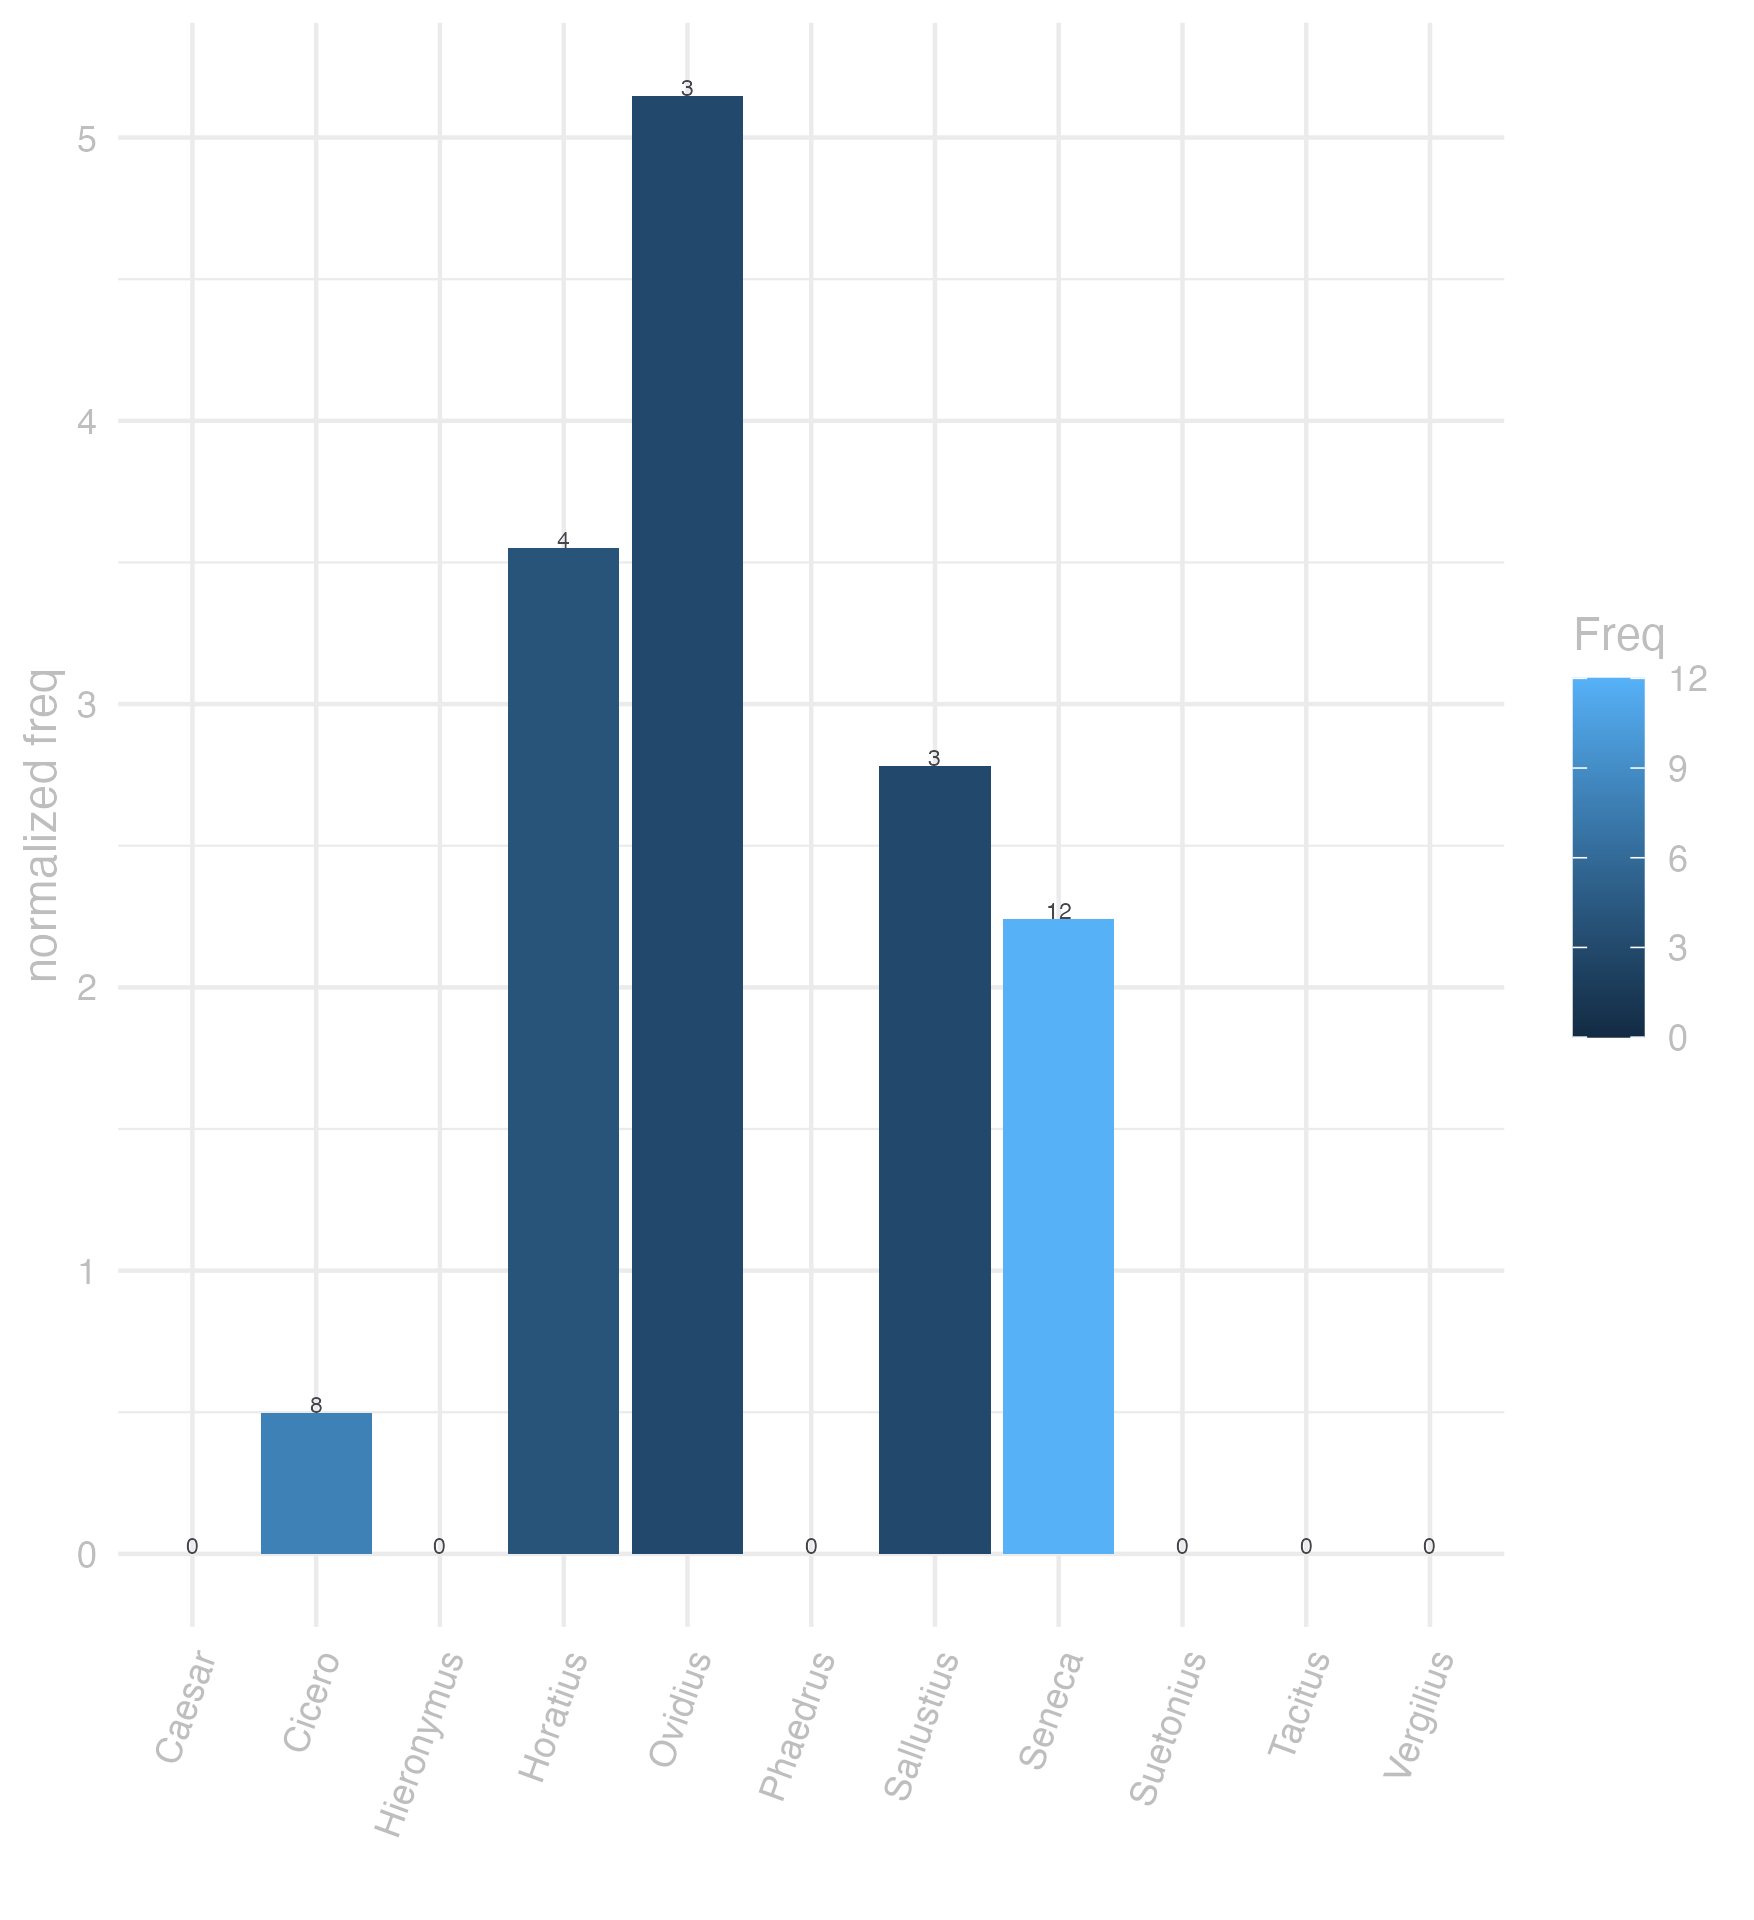 normalized freq
5
4
3
2
1
0
0
8
0
4
3
0
3
12
0
0
0
Caesar
Cicero
Hieronymus
Horatius
Ovidius
Phaedrus
Sallustius
Seneca
Suetonius
Tacitus
Vergilius
Freq
12
9
6
3
0